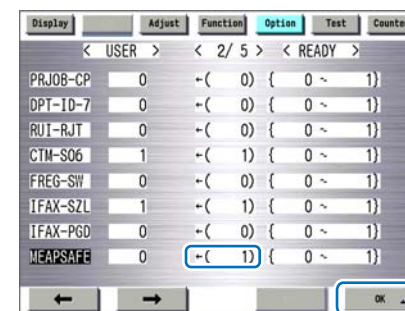 Display Adjust Function Option Test Counte
< USER > < 2/ 5 > < READY >
PRJOB-CP 0 ←( 0) { 0 ~ 1}
DPT-ID-7 0 ←( 0) { 0 ~ 1}
RUI-RJT 0 ←( 0) { 0 ~ 1}
CTM-S06 1 ←( 1) { 0 ~ 1}
FREG-SW 0 ←( 0) { 0 ~ 1}
IFAX-SZL 1 ←( 1) { 0 ~ 1}
IFAX-PGD 0 ←( 0) { 0 ~ 1}
MEAPSAFE 0 ←( 1) { 0 ~ 1}
← → OK